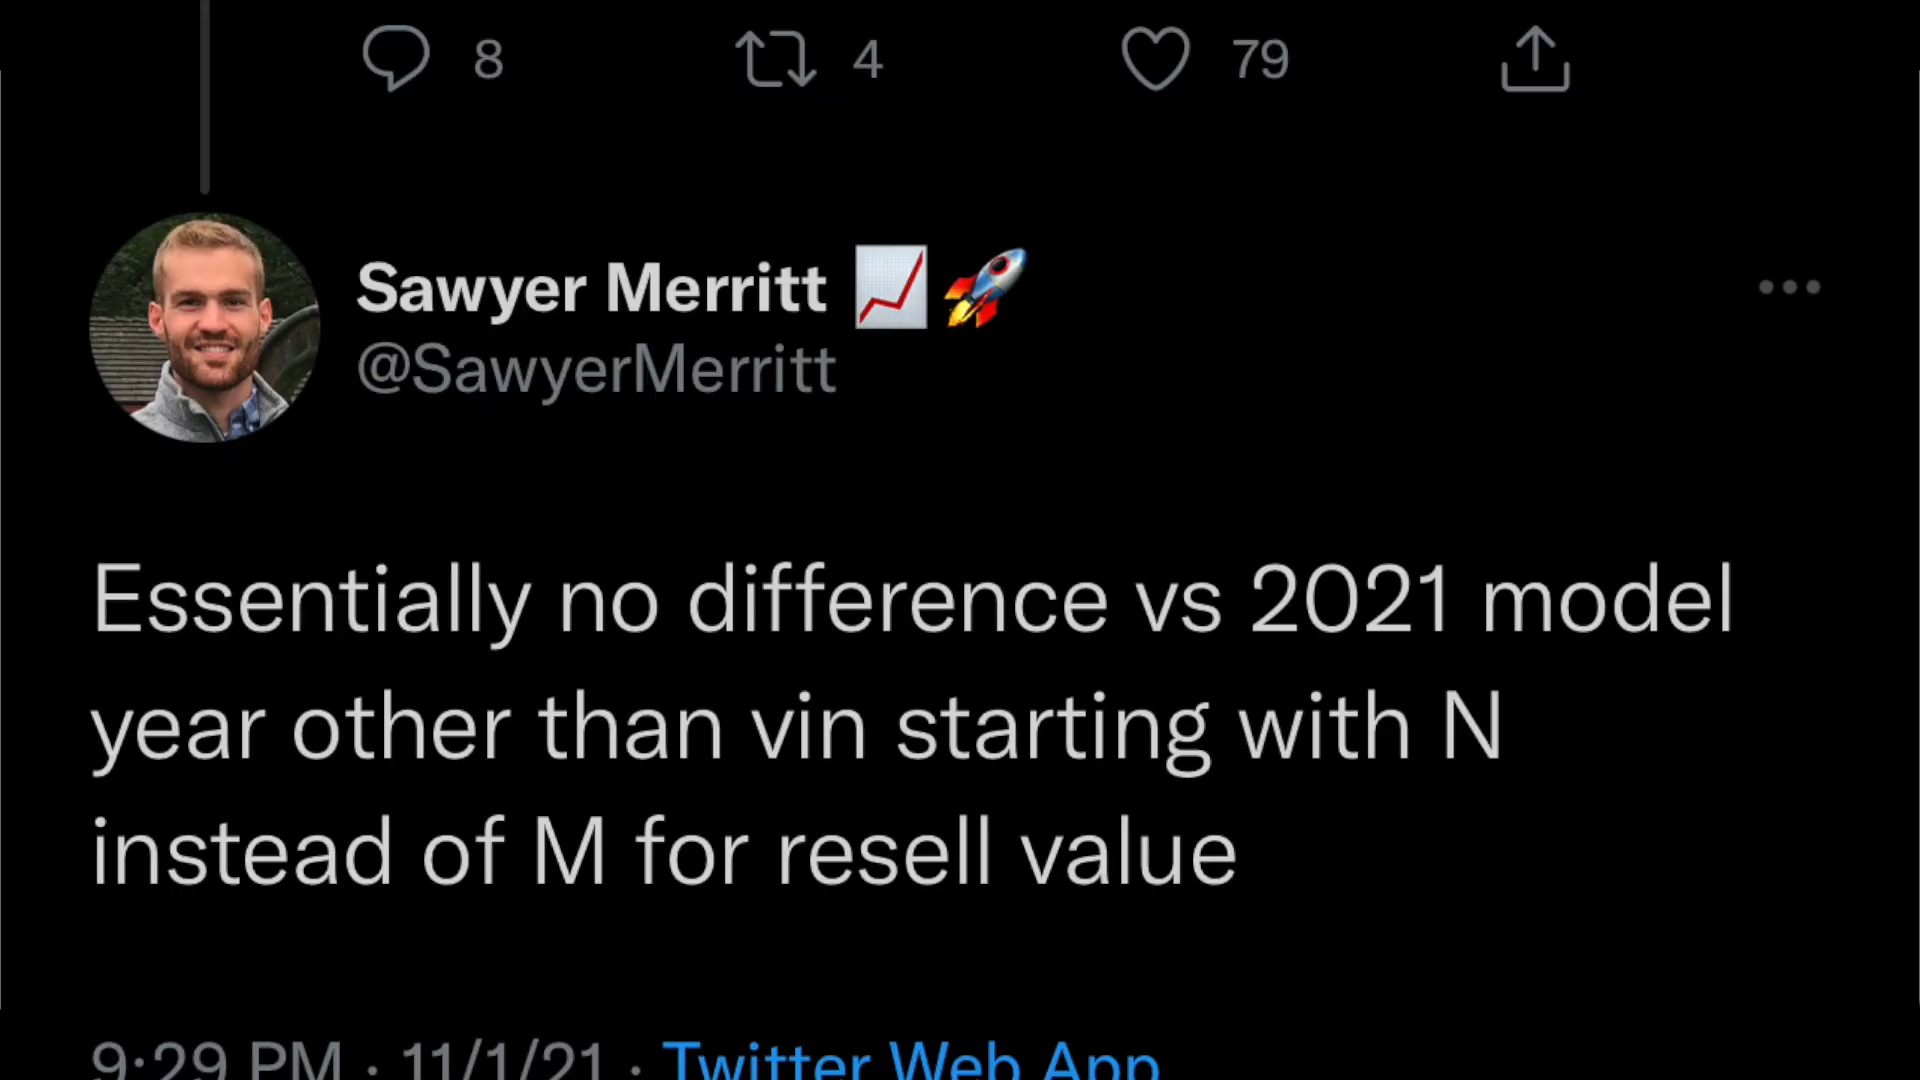 8 4 79
Sawyer Merritt 📈🚀
@SawyerMerritt
Essentially no difference vs 2021 model
year other than vin starting with N
instead of M for resell value
9:29 PM · 11/1/21 · Twitter Web App